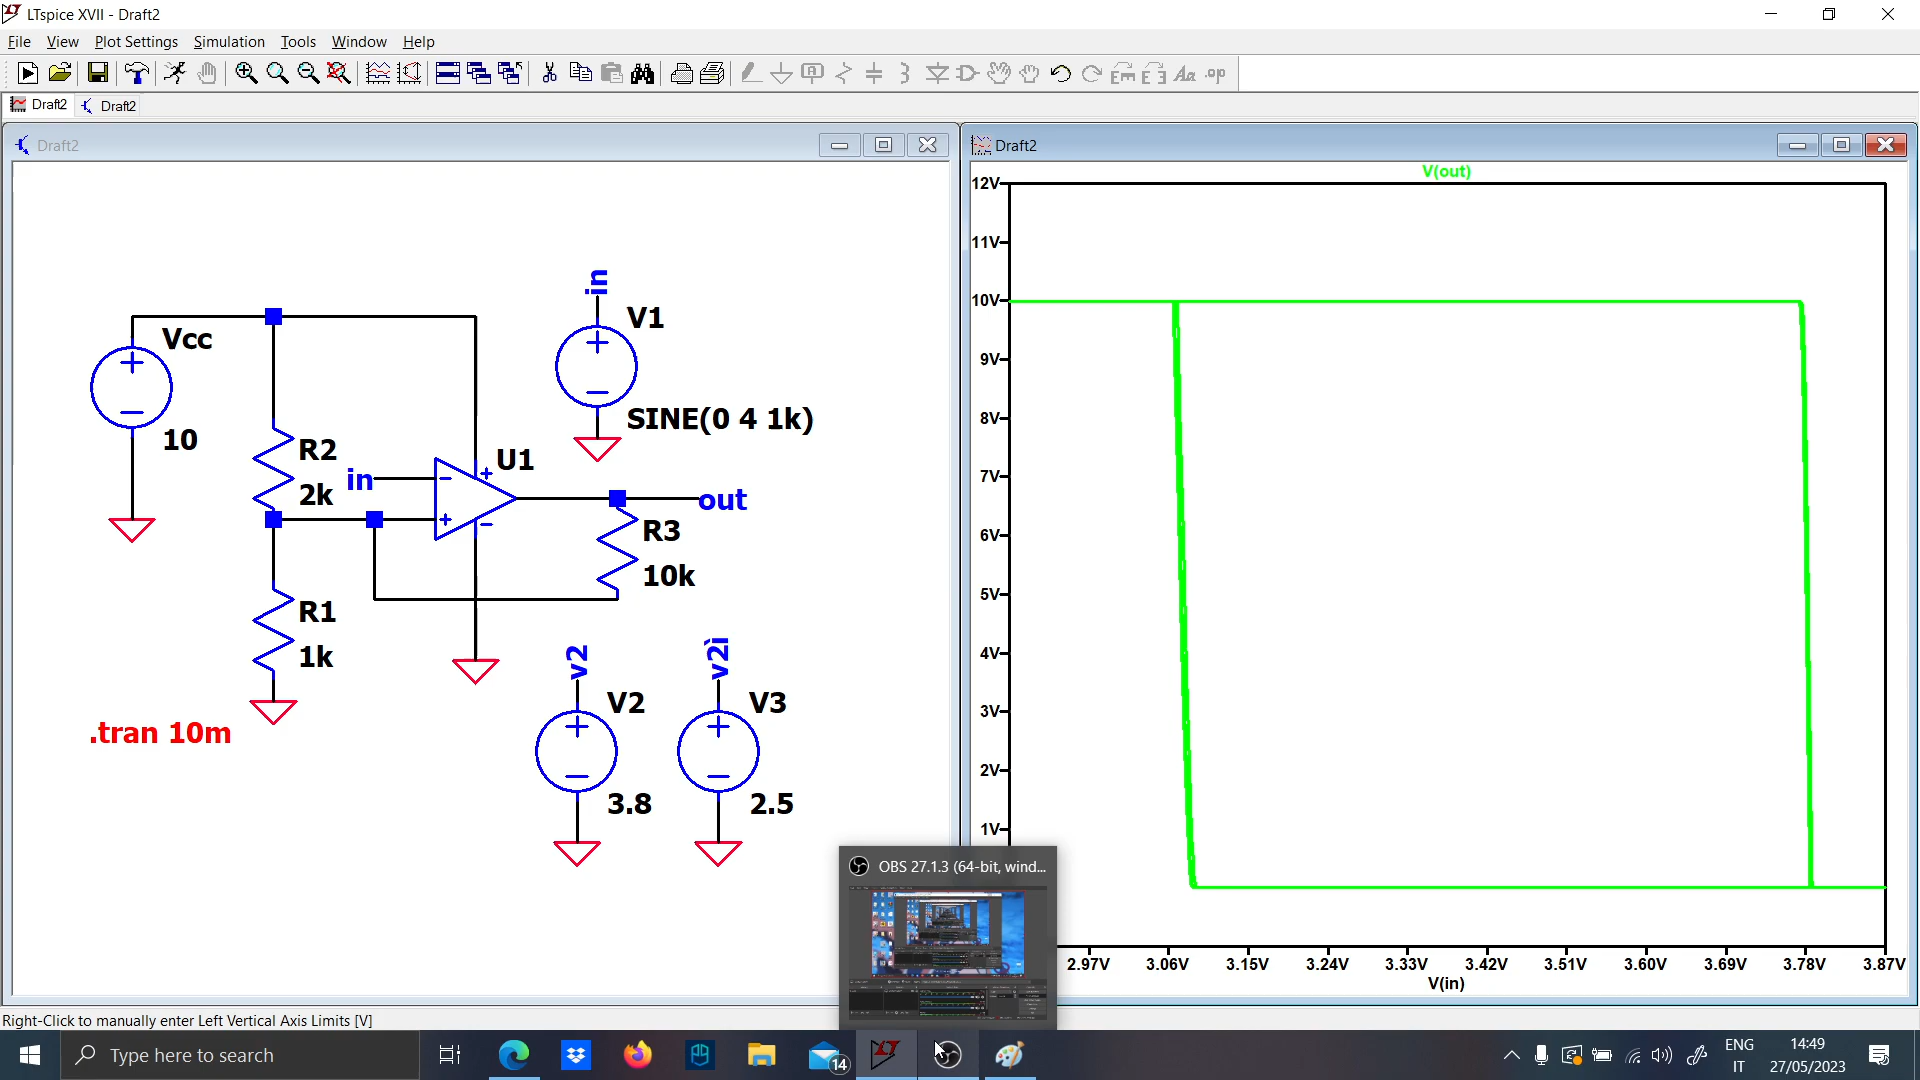 LTspice XVII - Draft2
File View Plot Settings Simulation Tools Window Help
Draft2 Draft2
Draft2
in
V1
SINE(0 4 1k)
Vcc
10
R2
2k
in
U1
out
R3
10k
R1
1k
.tran 10m
v2
V2
3.8
v2i
V3
2.5
Draft2
V(out)
12V
11V
10V
9V
8V
7V
6V
5V
4V
3V
2V
1V
2.97V 3.06V 3.15V 3.24V 3.33V 3.42V 3.51V 3.60V 3.69V 3.78V 3.87V
V(in)
OBS 27.1.3 (64-bit, wind...
Right-Click to manually enter Left Vertical Axis Limits [V]
Type here to search
14
ENG
IT
14:49
27/05/2023